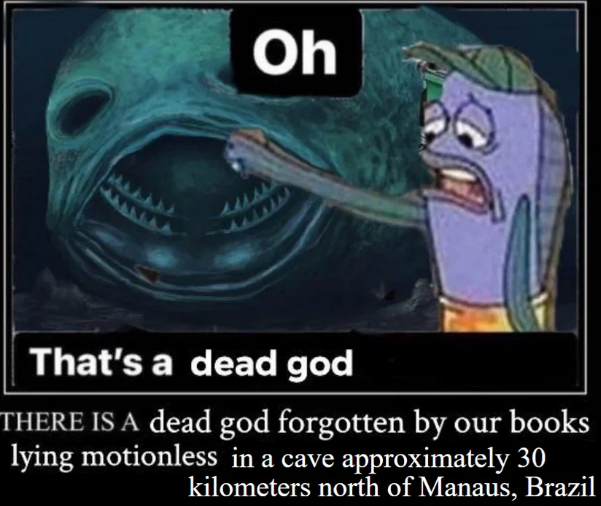 Oh
That's a dead god
THERE IS A dead god forgotten by our books
lying motionless in a cave approximately 30
kilometers north of Manaus, Brazil